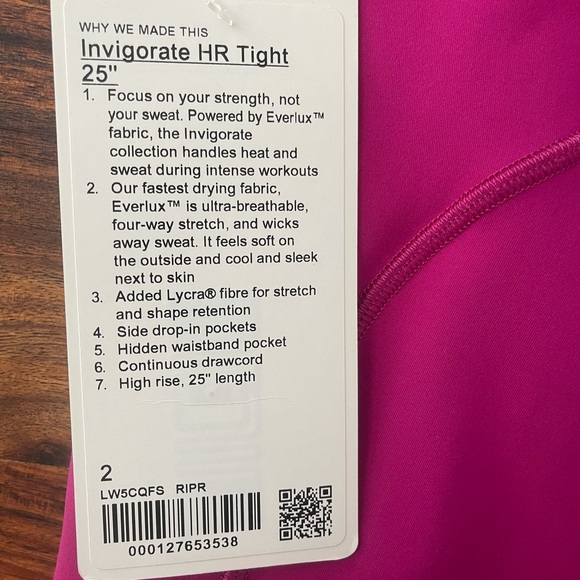 WHY WE MADE THIS
Invigorate HR Tight
25"
1. Focus on your strength, not
your sweat. Powered by Everlux™
fabric, the Invigorate
collection handles heat and
sweat during intense workouts
2. Our fastest drying fabric,
Everlux™ is ultra-breathable,
four-way stretch, and wicks
away sweat. It feels soft on
the outside and cool and sleek
next to skin
3. Added Lycra® fibre for stretch
and shape retention
4. Side drop-in pockets
5. Hidden waistband pocket
6. Continuous drawcord
7. High rise, 25" length
2
LW5CQFS RIPR
000127653538